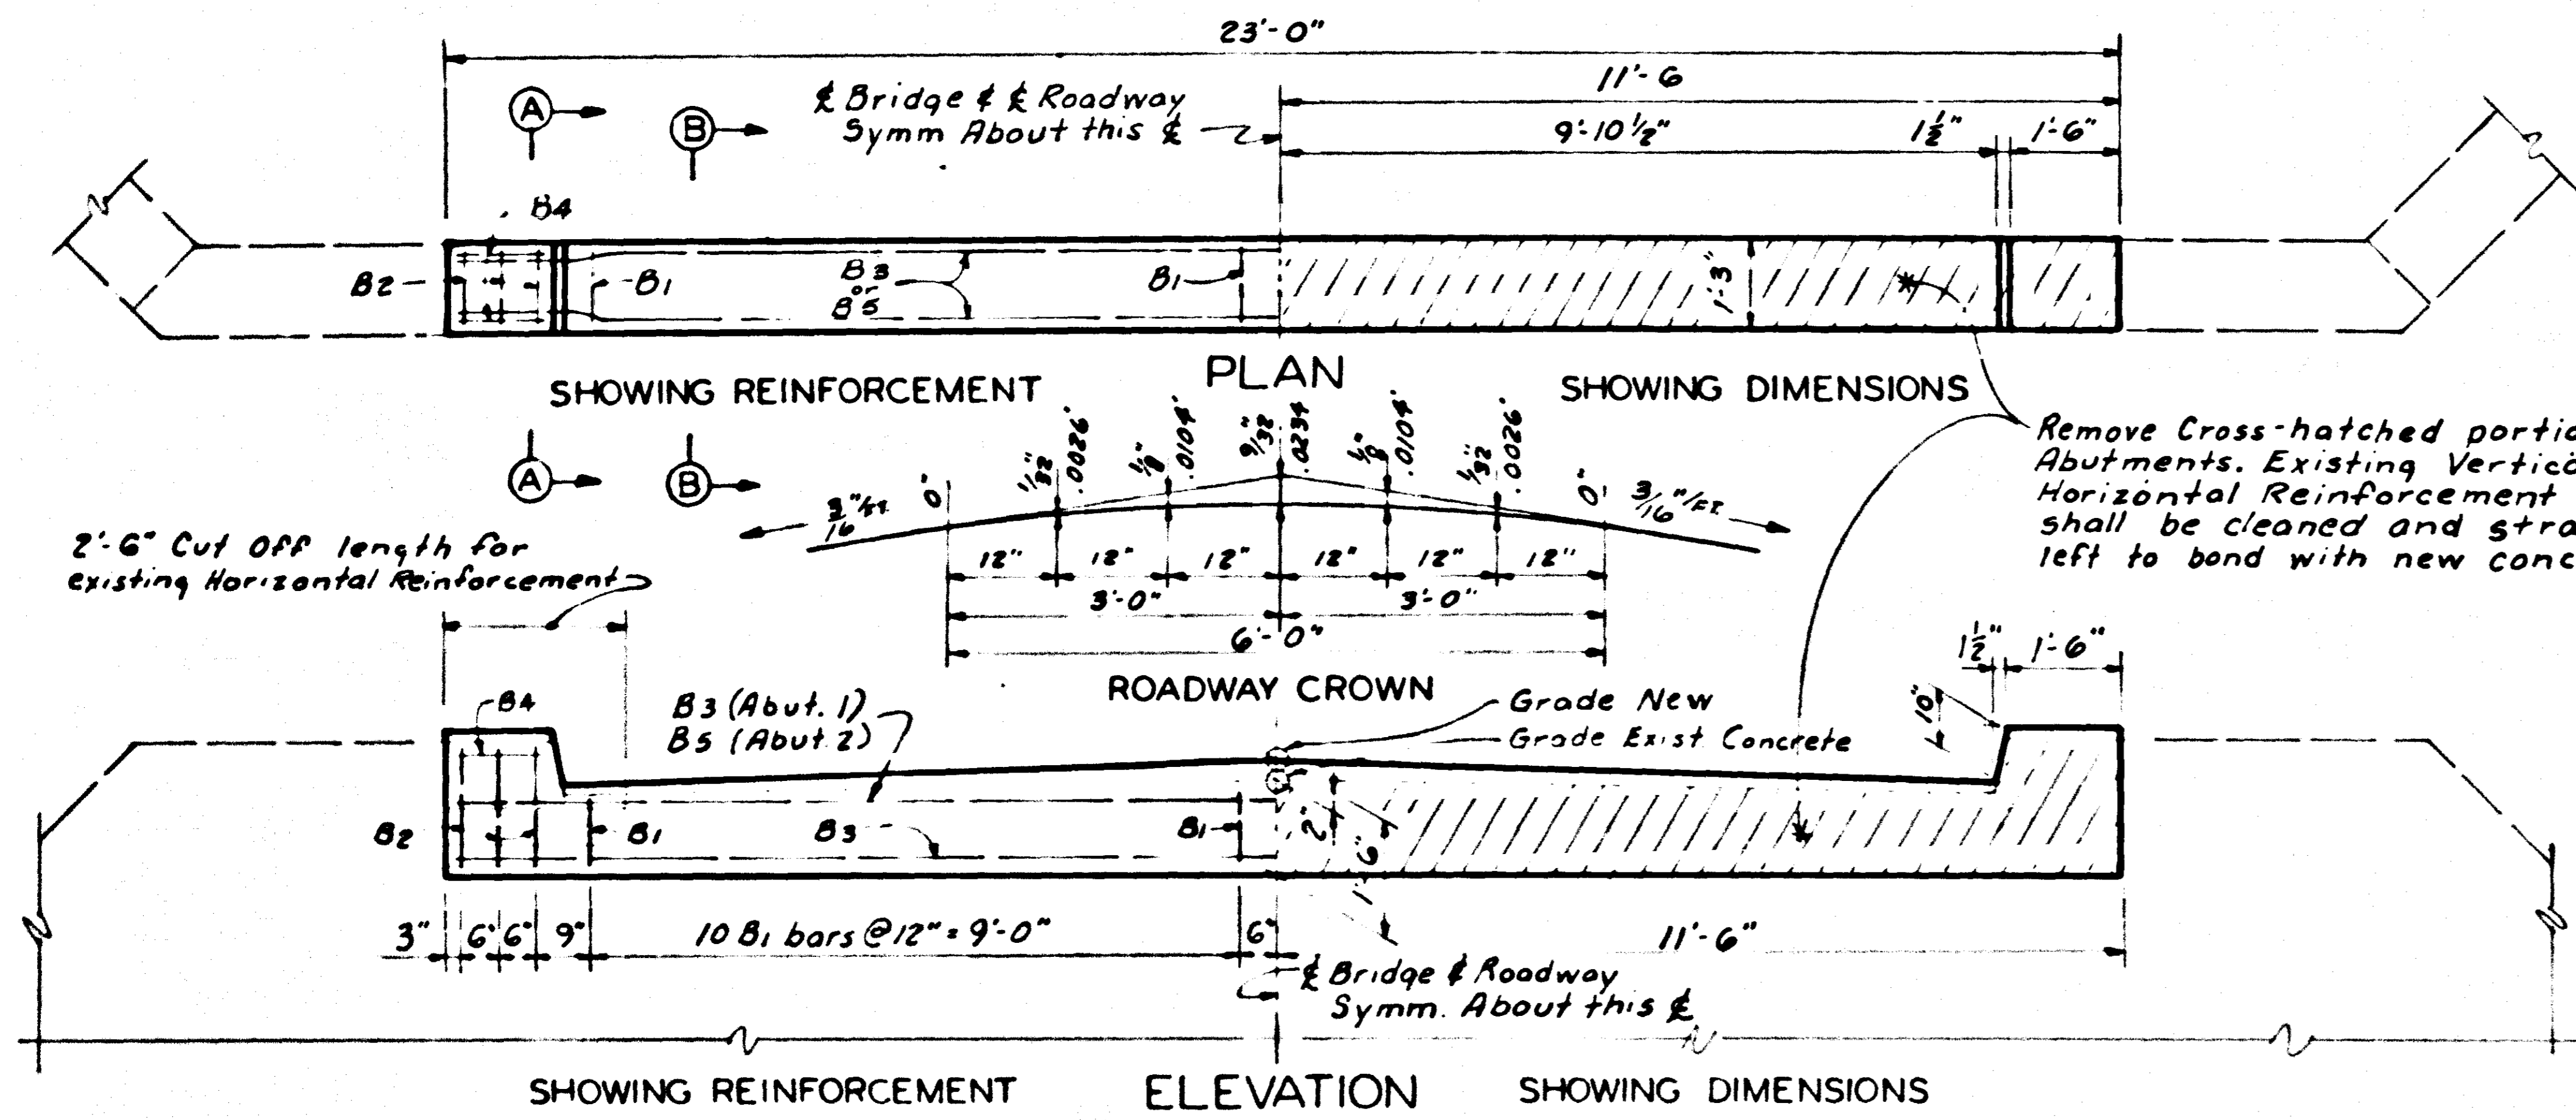 23'-0"
11'-6
℄ Bridge & ℄ Roadway
Symm About this ℄
9'-10 1/2"
1 1/2"
1'-6"
A
B
B4
B2
B1
B3
or
B5
B1
1'-3"
PLAN
SHOWING REINFORCEMENT
SHOWING DIMENSIONS
A
B
3/16"/FT.
0"
1/32" .0026'
1/8" .0104'
9/32" .0234
1/8" .0104'
1/32" .0026'
0"
3/16"/FT.
12" 12" 12" 12" 12" 12"
3'-0" 3'-0"
6'-0"
ROADWAY CROWN
Remove Cross-hatched
Abutments. Existing
Horizontal Reinforcement
shall be cleaned and
left to bond with new
2'-6" Cut Off length for
existing Horizontal Reinforcement
1 1/2" 1'-6"
10"
B4
B3 (Abut. 1)
B5 (Abut. 2)
Grade New
Grade Exist. Concrete
B2
B1
B3
B1
2"
1'-6"
3" 6" 6" 9" 10 B1 bars @ 12" = 9'-0" 6" 11'-6"
℄ Bridge & Roadway
Symm. About this ℄
SHOWING REINFORCEMENT
ELEVATION
SHOWING DIMENSIONS